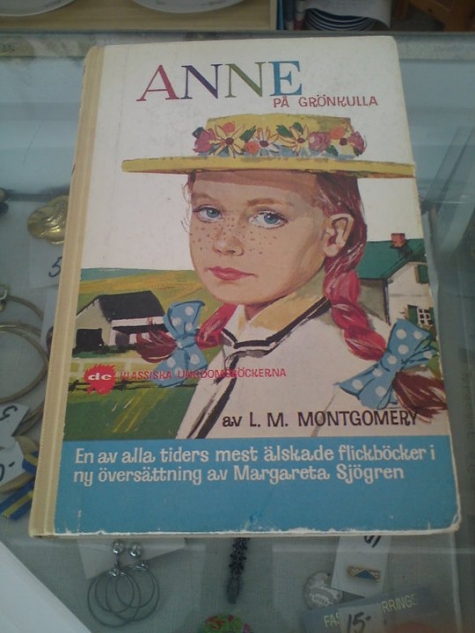 ANNE
PÅ GRÖNKULLA
de KLASSISKA UNGDOMSBÖCKERNA
av L. M. MONTGOMERY
En av alla tiders mest älskade flickböcker i
ny översättning av Margareta Sjögren
5
15-